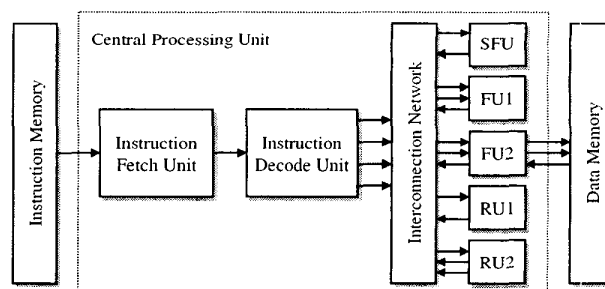 Central Processing Unit
Instruction Memory
Instruction
Fetch Unit
Instruction
Decode Unit
Interconnection Network
SFU
FU1
FU2
RU1
RU2
Data Memory